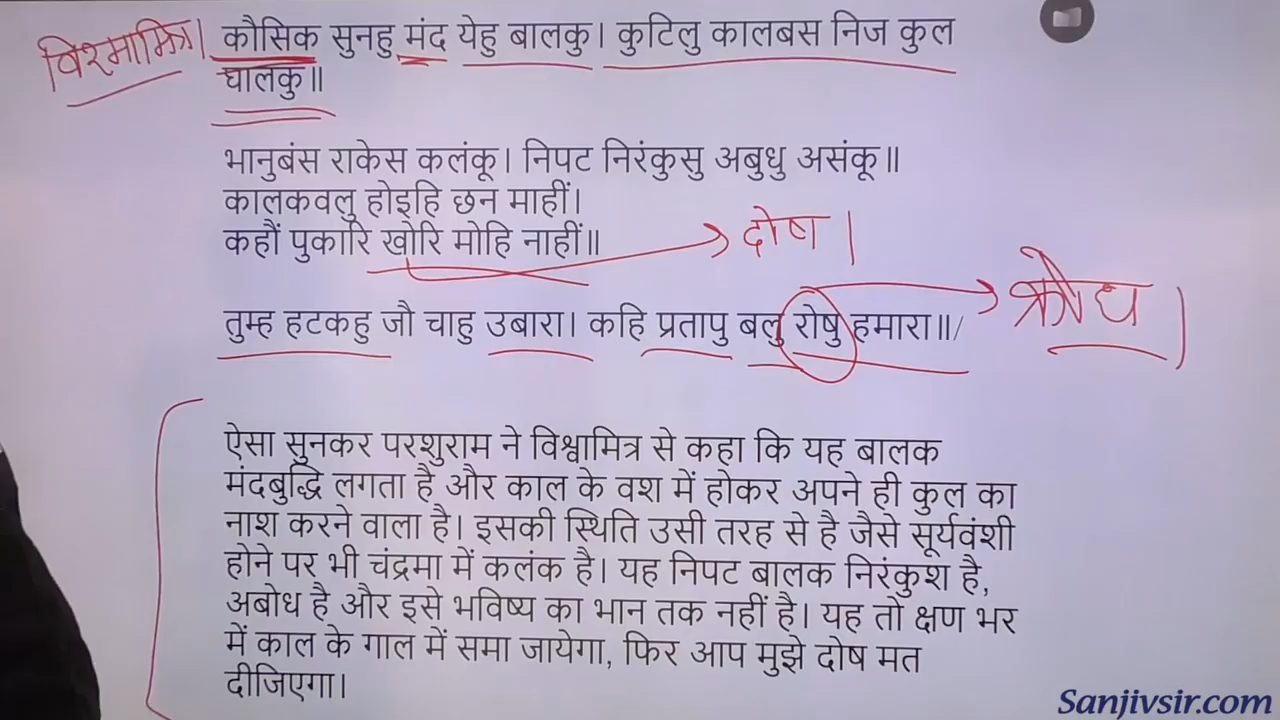 विश्वामित्र। कौसिक सुनहु मंद येहु बालकु। कुटिलु कालबस निज कुल
घालकु॥
भानुबंस राकेस कलंकू। निपट निरंकुसु अबुधु असंकू॥
कालकवलु होइहि छन माहीं।
कहौं पुकारि खोरि मोहि नाहीं॥
दोष।
तुम्ह हटकहु जौ चाहु उबारा। कहि प्रतापु बलु रोषु हमारा॥
क्रोध।
ऐसा सुनकर परशुराम ने विश्वामित्र से कहा कि यह बालक
मंदबुद्धि लगता है और काल के वश में होकर अपने ही कुल का
नाश करने वाला है। इसकी स्थिति उसी तरह से है जैसे सूर्यवंशी
होने पर भी चंद्रमा में कलंक है। यह निपट बालक निरंकुश है,
अबोध है और इसे भविष्य का भान तक नहीं है। यह तो क्षण भर
में काल के गाल में समा जायेगा, फिर आप मुझे दोष मत
दीजिएगा।
Sanjivsir.com